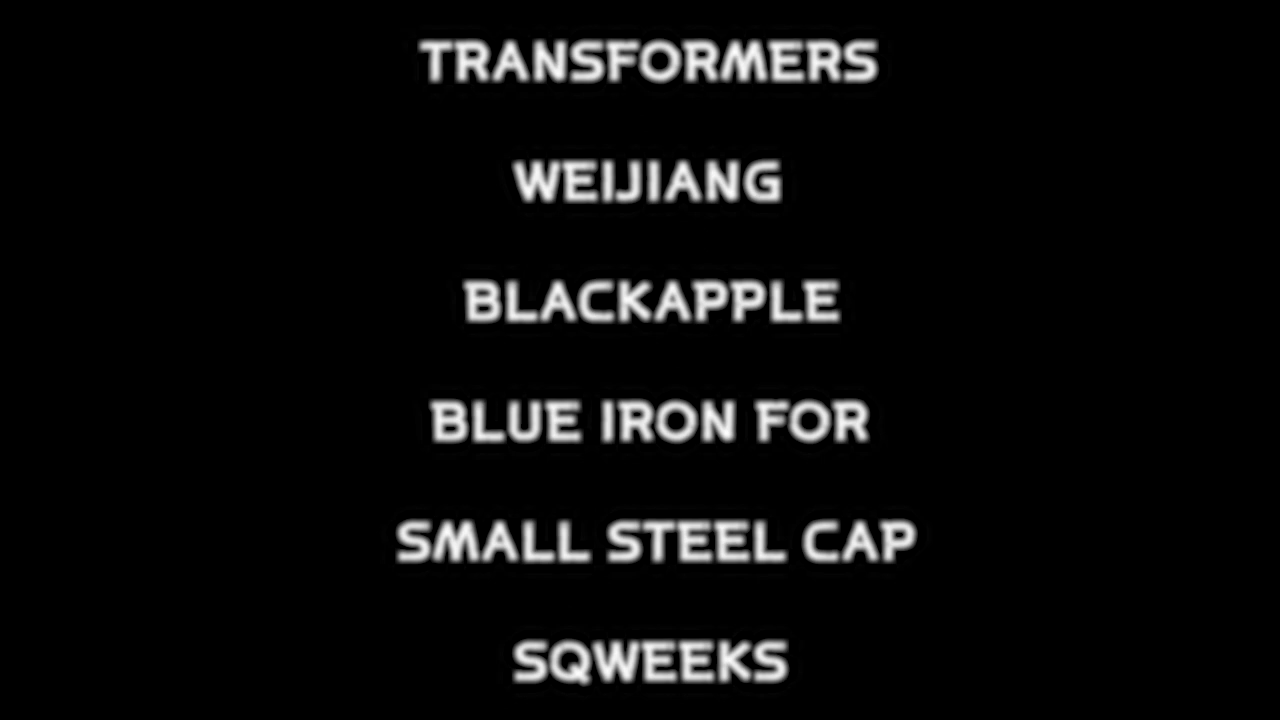 TRANSFORMERS
WEIJIANG
BLACKAPPLE
BLUE IRON FOR
SMALL STEEL CAP
SQWEEKS